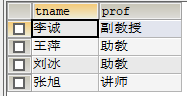 tname prof
李诚 副教授
王萍 助教
刘冰 助教
张旭 讲师